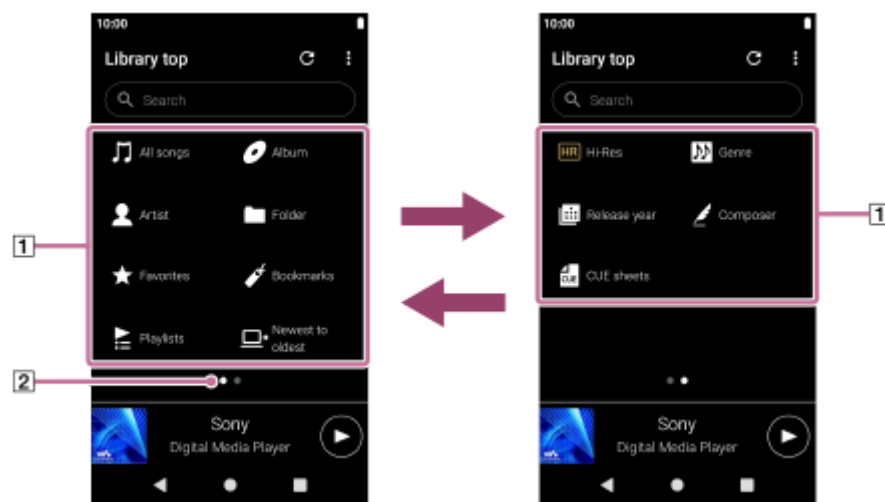 10:00
Library top
Search
All songs
Album
Artist
Folder
Favorites
Bookmarks
Playlists
Newest to
oldest
1
2
Sony
Digital Media Player
10:00
Library top
Search
HR
Hi-Res
Genre
Release year
Composer
CUE
CUE sheets
1
Sony
Digital Media Player